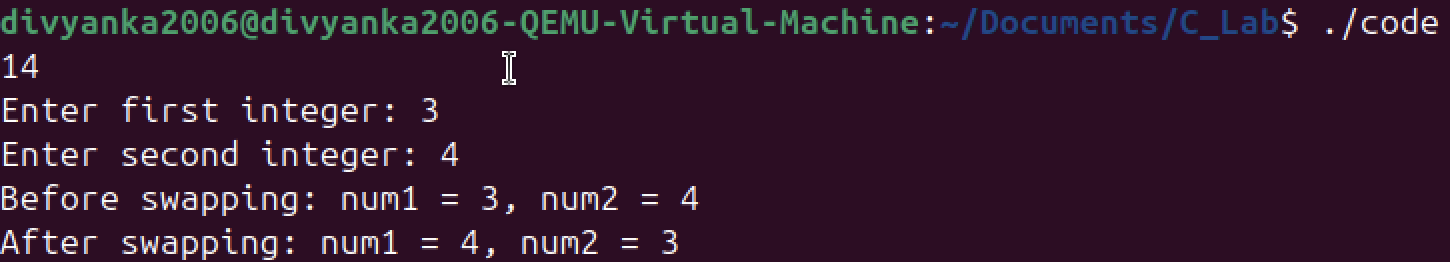 divyanka2006@divyanka2006-QEMU-Virtual-Machine:~/Documents/C_Lab$ ./code
14
Enter first integer: 3
Enter second integer: 4
Before swapping: num1 = 3, num2 = 4
After swapping: num1 = 4, num2 = 3